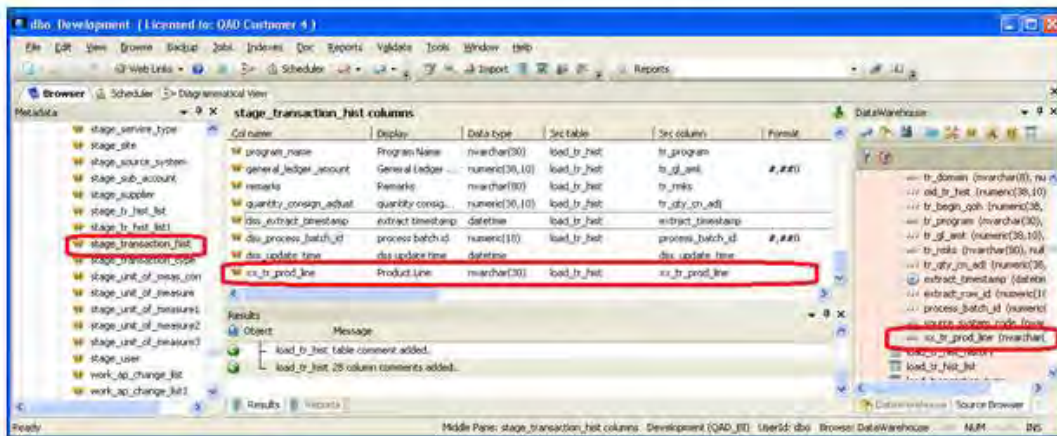 dbo Development (Licensed to: QAD Customer 4)
File Edit View Browse Backup Jobs Indexes Doc Reports Validate Tools Window Help
Web Links Scheduler Import Reports
Browser Scheduler Diagrammatical View
Metadata
stage_service_type
stage_site
stage_source_system
stage_sub_account
stage_supplier
stage_tr_hist_list
stage_tr_hist_list1
stage_transaction_hist
stage_transaction_type
stage_unit_of_meas_con
stage_unit_of_measure
stage_unit_of_measure1
stage_unit_of_measure2
stage_unit_of_measure3
stage_user
work_ap_change_list
work_ap_change_list1
stage_transaction_hist columns
Col name Display Data type Src table Src column Format
program_name Program Name nvarchar(30) load_tr_hist tr_program
general_ledger_amount General Ledger ... numeric(38,10) load_tr_hist tr_gl_amt #,##0
remarks Remarks nvarchar(80) load_tr_hist tr_rmks
quantity_consign_adjust quantity consig... numeric(38,10) load_tr_hist tr_qty_cn_adj
dss_extract_timestamp extract timestamp datetime load_tr_hist extract_timestamp
dss_process_batch_id process batch id numeric(18) load_tr_hist process_batch_id #,##0
dss_update_time dss update time datetime dss_update_time
xx_tr_prod_line Product Line nvarchar(30) load_tr_hist xx_tr_prod_line
Results
Object Message
load_tr_hist table comment added.
load_tr_hist 28 column comments added.
Results Reports
DataWarehouse
tr_domain (nvarchar(8), nu
oid_tr_hist (numeric(38,
tr_begin_qoh (numeric(38,
tr_program (nvarchar(30),
tr_gl_amt (numeric(38,10),
tr_rmks (nvarchar(80), null
tr_qty_cn_adj (numeric(38,
extract_timestamp (datetim
extract_row_id (numeric(1
process_batch_id (numeric(
source_system_code (nvar
xx_tr_prod_line (nvarchar(
load_tr_hist_list
DataWarehouse Source Browser
Ready Middle Pane: stage_transaction_hist columns Development (QAD_BI) UserId: dbo Browser: DataWarehouse NUM INS